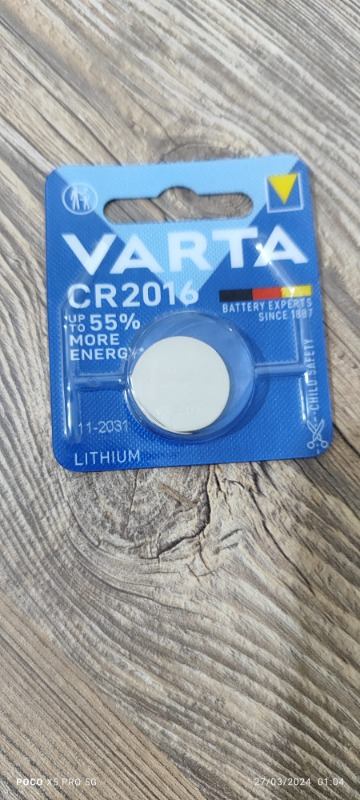 VARTA
CR2016
UP TO 55%
MORE
ENERGY
BATTERY EXPERTS
SINCE 1887
CHILD SAFETY
11-2031
LITHIUM
POCO X5 PRO 5G
27/03/2024 01:04